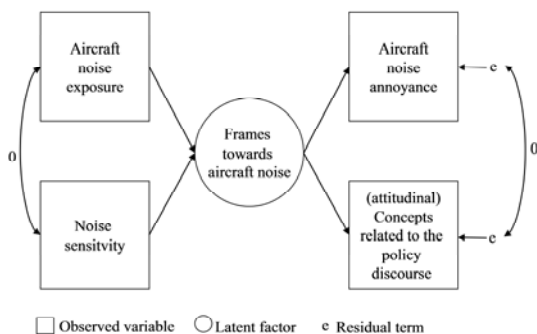 Aircraft
noise
exposure
Aircraft
noise
annoyance
e
0
Frames
towards
aircraft noise
0
Noise
sensitvity
(attitudinal)
Concepts
related to the
policy
discourse
e
Observed variable
Latent factor
e Residual term